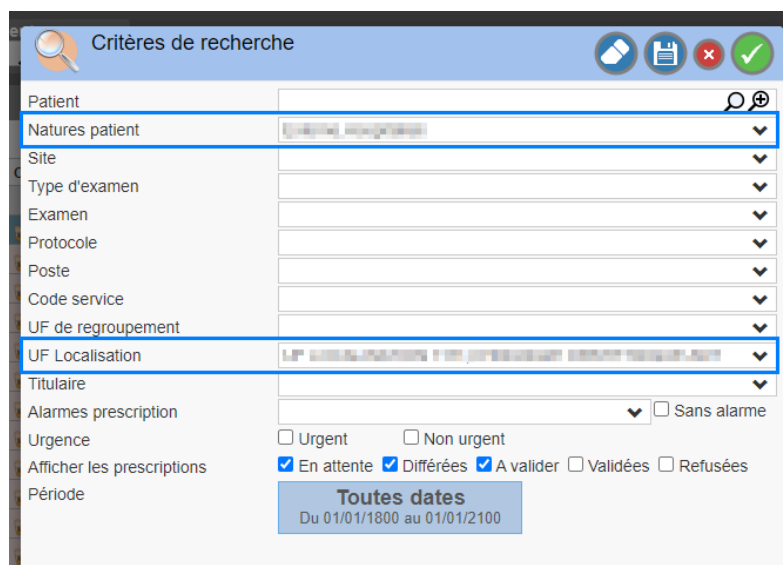 Critères de recherche
Patient
Natures patient
Site
Type d'examen
Examen
Protocole
Poste
Code service
UF de regroupement
UF Localisation
Titulaire
Alarmes prescription Sans alarme
Urgence Urgent Non urgent
Afficher les prescriptions En attente Différées A valider Validées Refusées
Période Toutes dates
Du 01/01/1800 au 01/01/2100